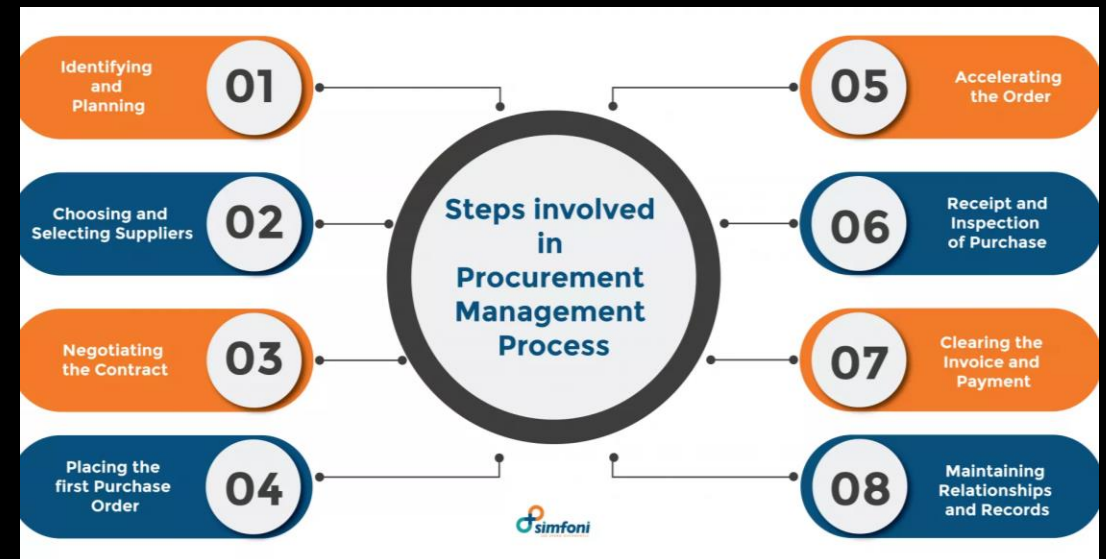 Identifying
and
Planning
01
Choosing and
Selecting Suppliers
02
Negotiating
the Contract
03
Placing the
first Purchase
Order
04
Steps involved
in
Procurement
Management
Process
05
Accelerating
the Order
06
Receipt and
Inspection
of Purchase
07
Clearing the
Invoice and
Payment
08
Maintaining
Relationships
and Records
simfoni